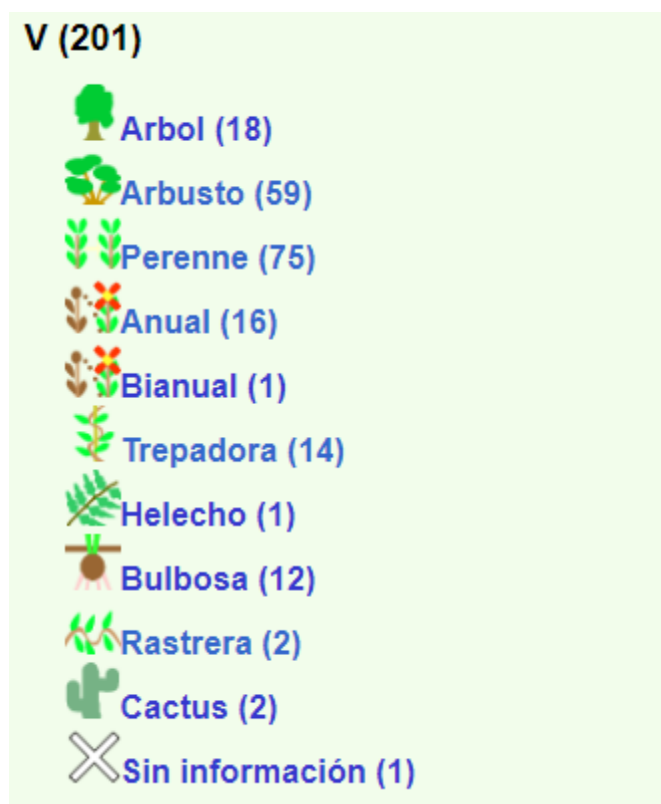 V (201)
Arbol (18)
Arbusto (59)
Perenne (75)
Anual (16)
Bianual (1)
Trepadora (14)
Helecho (1)
Bulbosa (12)
Rastrera (2)
Cactus (2)
Sin información (1)